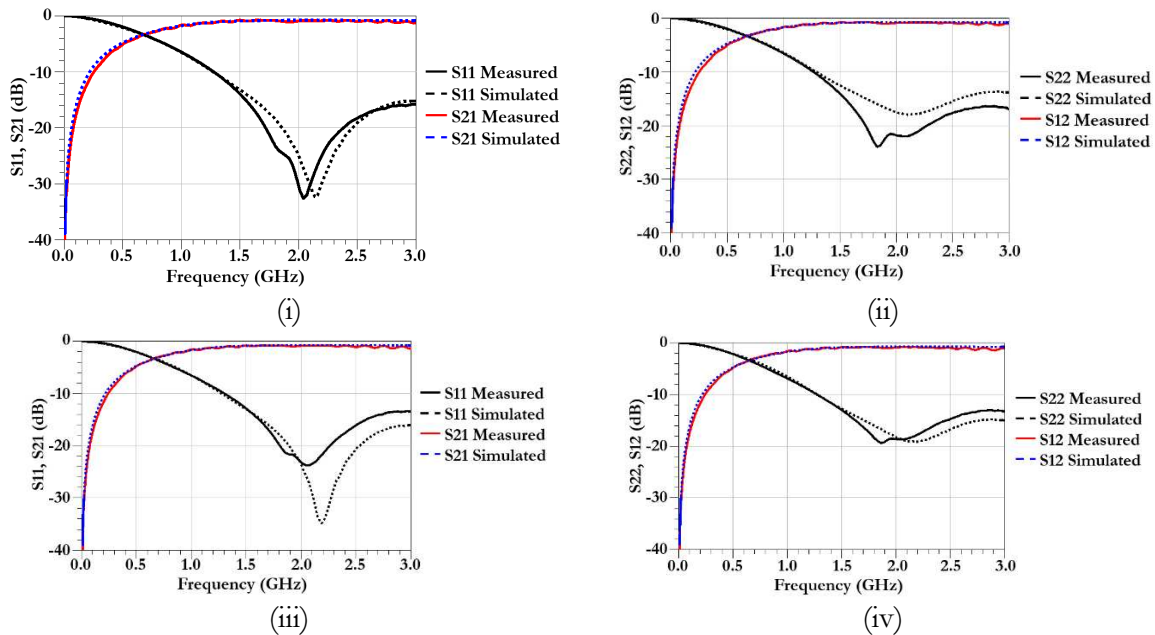 0
-10
-20
-30
-40
S11, S21 (dB)
0.0 0.5 1.0 1.5 2.0 2.5 3.0
Frequency (GHz)
S11 Measured
S11 Simulated
S21 Measured
S21 Simulated
(i)
0
-10
-20
-30
-40
S22, S12 (dB)
0.0 0.5 1.0 1.5 2.0 2.5 3.0
Frequency (GHz)
S22 Measured
S22 Simulated
S12 Measured
S12 Simulated
(ii)
0
-10
-20
-30
-40
S11, S21 (dB)
0.0 0.5 1.0 1.5 2.0 2.5 3.0
Frequency (GHz)
S11 Measured
S11 Simulated
S21 Measured
S21 Simulated
(iii)
0
-10
-20
-30
-40
S22, S12 (dB)
0.0 0.5 1.0 1.5 2.0 2.5 3.0
Frequency (GHz)
S22 Measured
S22 Simulated
S12 Measured
S12 Simulated
(iv)